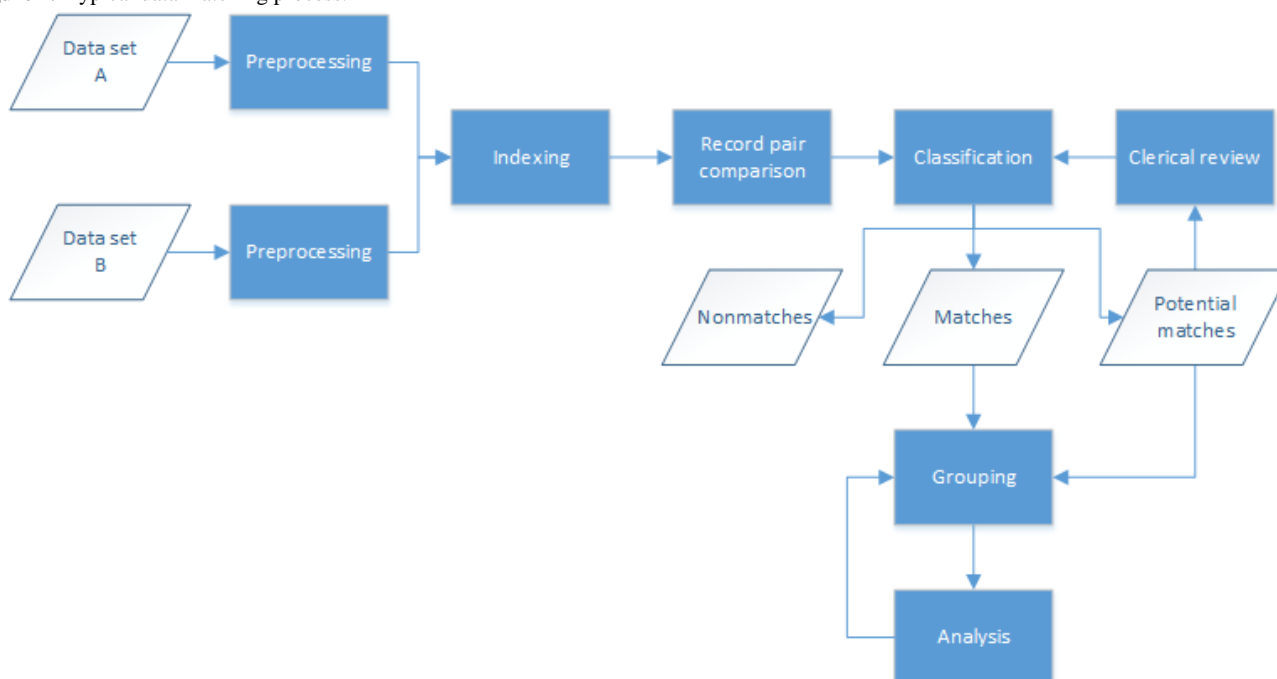 Data set
A
Preprocessing
Indexing
Record pair
comparison
Classification
Clerical review
Data set
B
Preprocessing
Nonmatches
Matches
Potential
matches
Grouping
Analysis